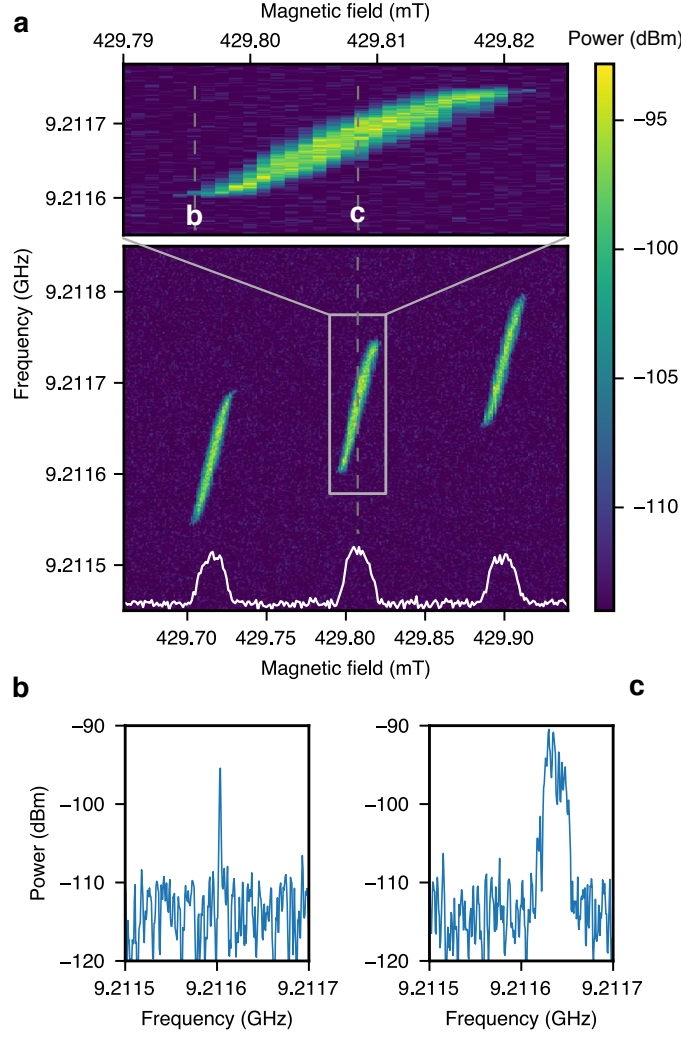 a
Magnetic field (mT)
429.79 429.80 429.81 429.82
Power (dBm)
9.2117
9.2116
b c
−95
−100
−105
−110
Frequency (GHz)
9.2118
9.2117
9.2116
9.2115
429.70 429.75 429.80 429.85 429.90
Magnetic field (mT)
b c
−90 −90
−100 −100
−110 −110
−120 −120
Power (dBm)
9.2115 9.2116 9.2117 9.2115 9.2116 9.2117
Frequency (GHz) Frequency (GHz)